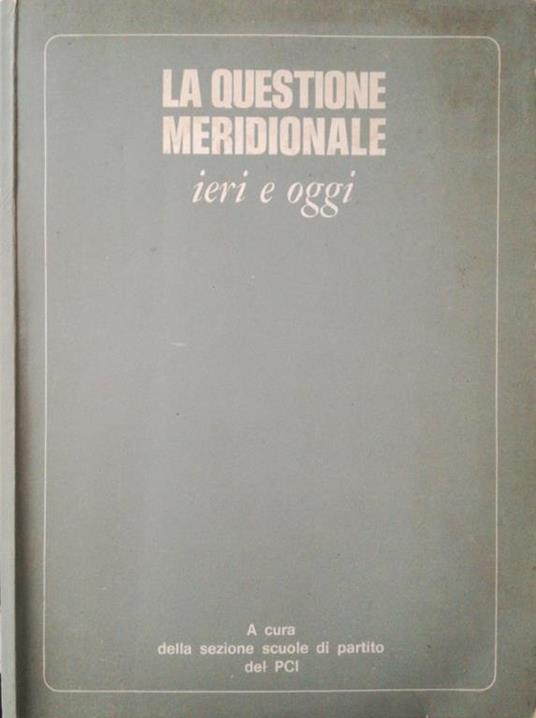 LA QUESTIONE
MERIDIONALE
ieri e oggi
A cura
della sezione scuole di partito
del PCI